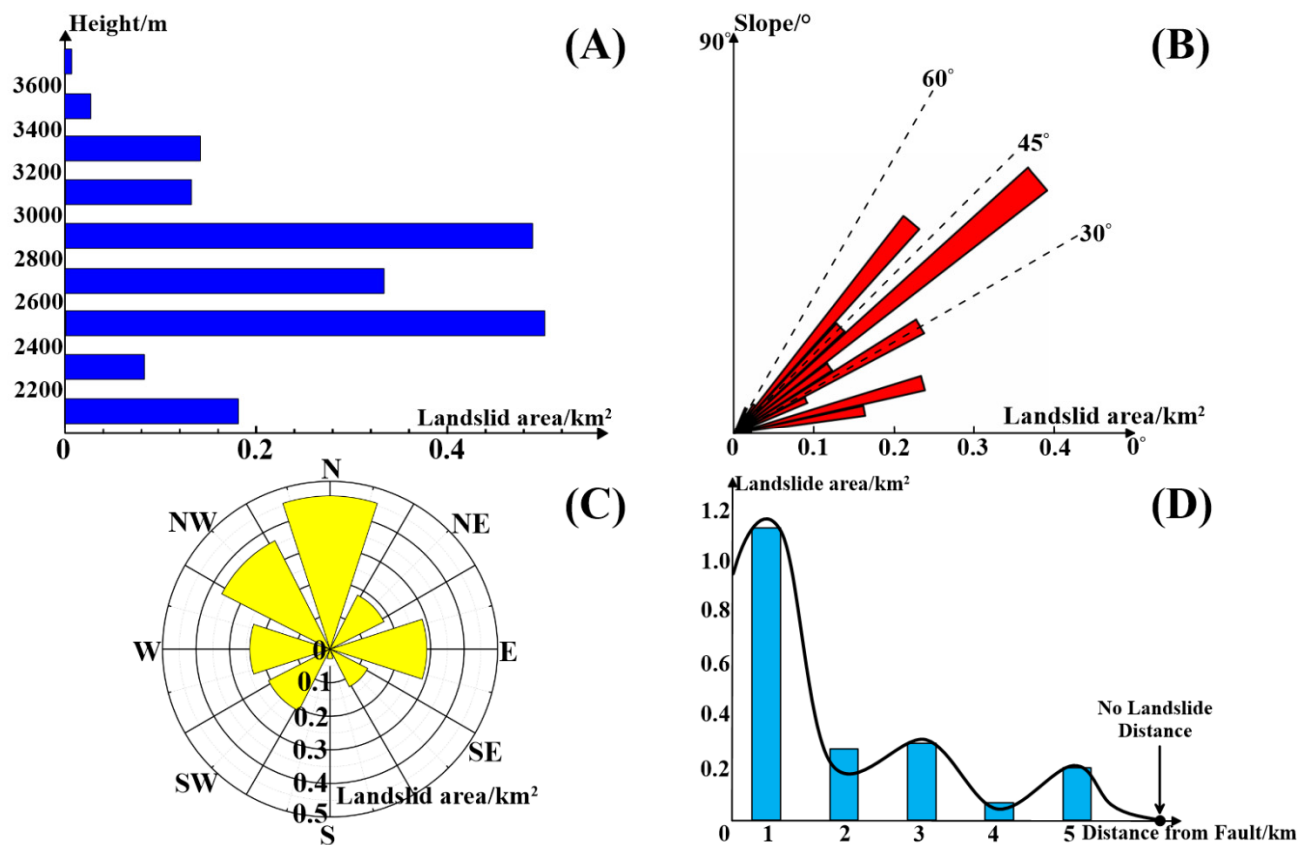 Height/m
(A)
3600
3400
3200
3000
2800
2600
2400
2200
Landslid area/km²
0
0.2
0.4
Slope/°
(B)
90°
60°
45°
30°
Landslid area/km²
0
0.1
0.2
0.3
0.4
0°
(C)
N
NW
NE
W
E
SW
SE
S
0
0.1
0.2
0.3
0.4
0.5
Landslid area/km²
Landslide area/km²
(D)
1.2
1.0
0.8
0.6
0.4
0.2
No Landslide
Distance
0
1
2
3
4
5
Distance from Fault/km